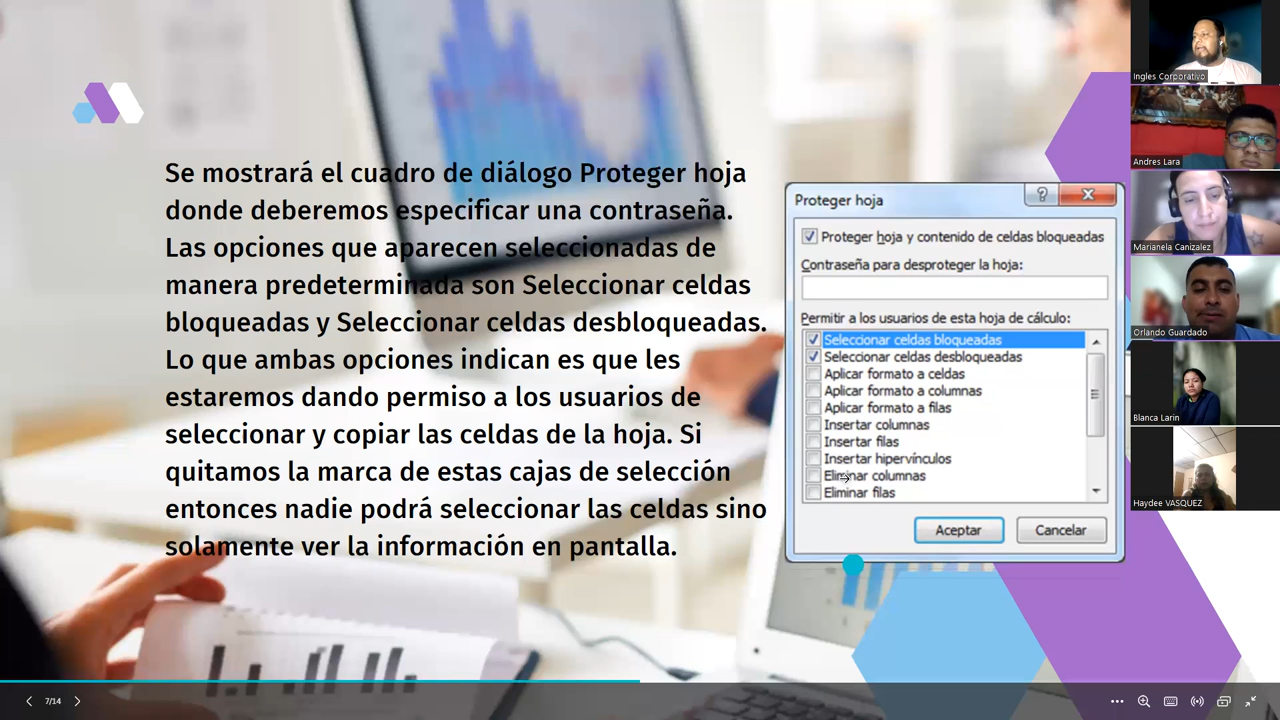 Se mostrará el cuadro de diálogo Proteger hoja
donde deberemos especificar una contraseña.
Las opciones que aparecen seleccionadas de
manera predeterminada son Seleccionar celdas
bloqueadas y Seleccionar celdas desbloqueadas.
Lo que ambas opciones indican es que les
estaremos dando permiso a los usuarios de
seleccionar y copiar las celdas de la hoja. Si
quitamos la marca de estas cajas de selección
entonces nadie podrá seleccionar las celdas sino
solamente ver la información en pantalla.
Proteger hoja
Proteger hoja y contenido de celdas bloqueadas
Contraseña para desproteger la hoja:
Permitir a los usuarios de esta hoja de cálculo:
Seleccionar celdas bloqueadas
Seleccionar celdas desbloqueadas
Aplicar formato a celdas
Aplicar formato a columnas
Aplicar formato a filas
Insertar columnas
Insertar filas
Insertar hipervínculos
Eliminar columnas
Eliminar filas
Aceptar
Cancelar
Ingles Corporativo
Andres Lara
Marianela Canizalez
Orlando Guardado
Blanca Larin
Haydee VASQUEZ
7/14